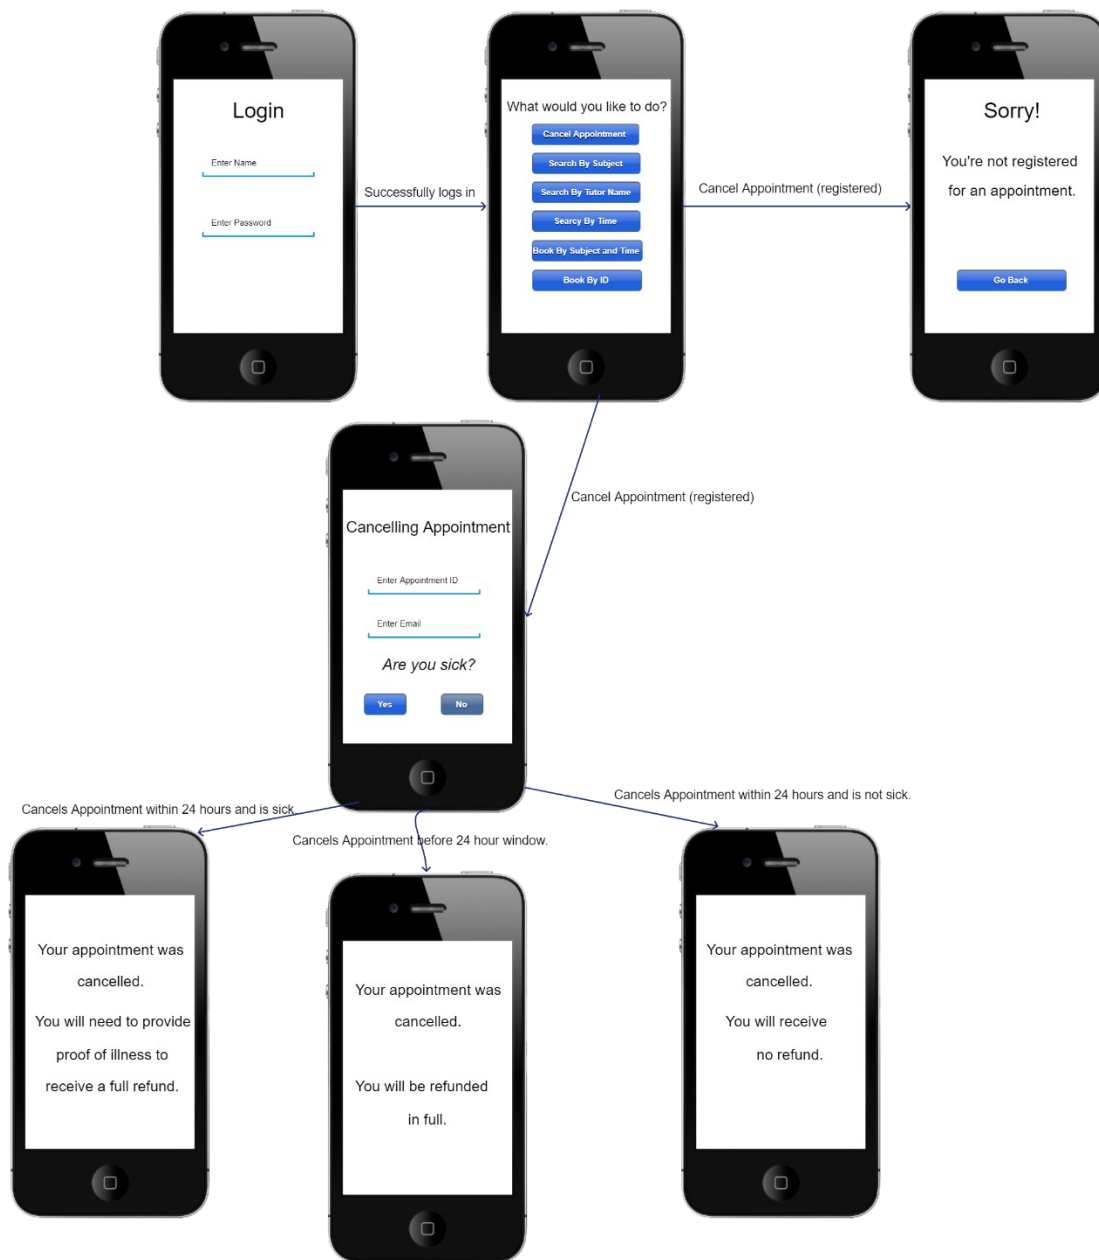 Login
Enter Name
Enter Password
Successfully logs in
What would you like to do?
Cancel Appointment
Search By Subject
Search By Tutor Name
Searcy By Time
Book By Subject and Time
Book By ID
Cancel Appointment (registered)
Sorry!
You're not registered
for an appointment.
Go Back
Cancel Appointment (registered)
Cancelling Appointment
Enter Appointment ID
Enter Email
Are you sick?
Yes
No
Cancels Appointment within 24 hours and is sick.
Cancels Appointment before 24 hour window.
Cancels Appointment within 24 hours and is not sick.
Your appointment was
cancelled.
You will need to provide
proof of illness to
receive a full refund.
Your appointment was
cancelled.
You will be refunded
in full.
Your appointment was
cancelled.
You will receive
no refund.